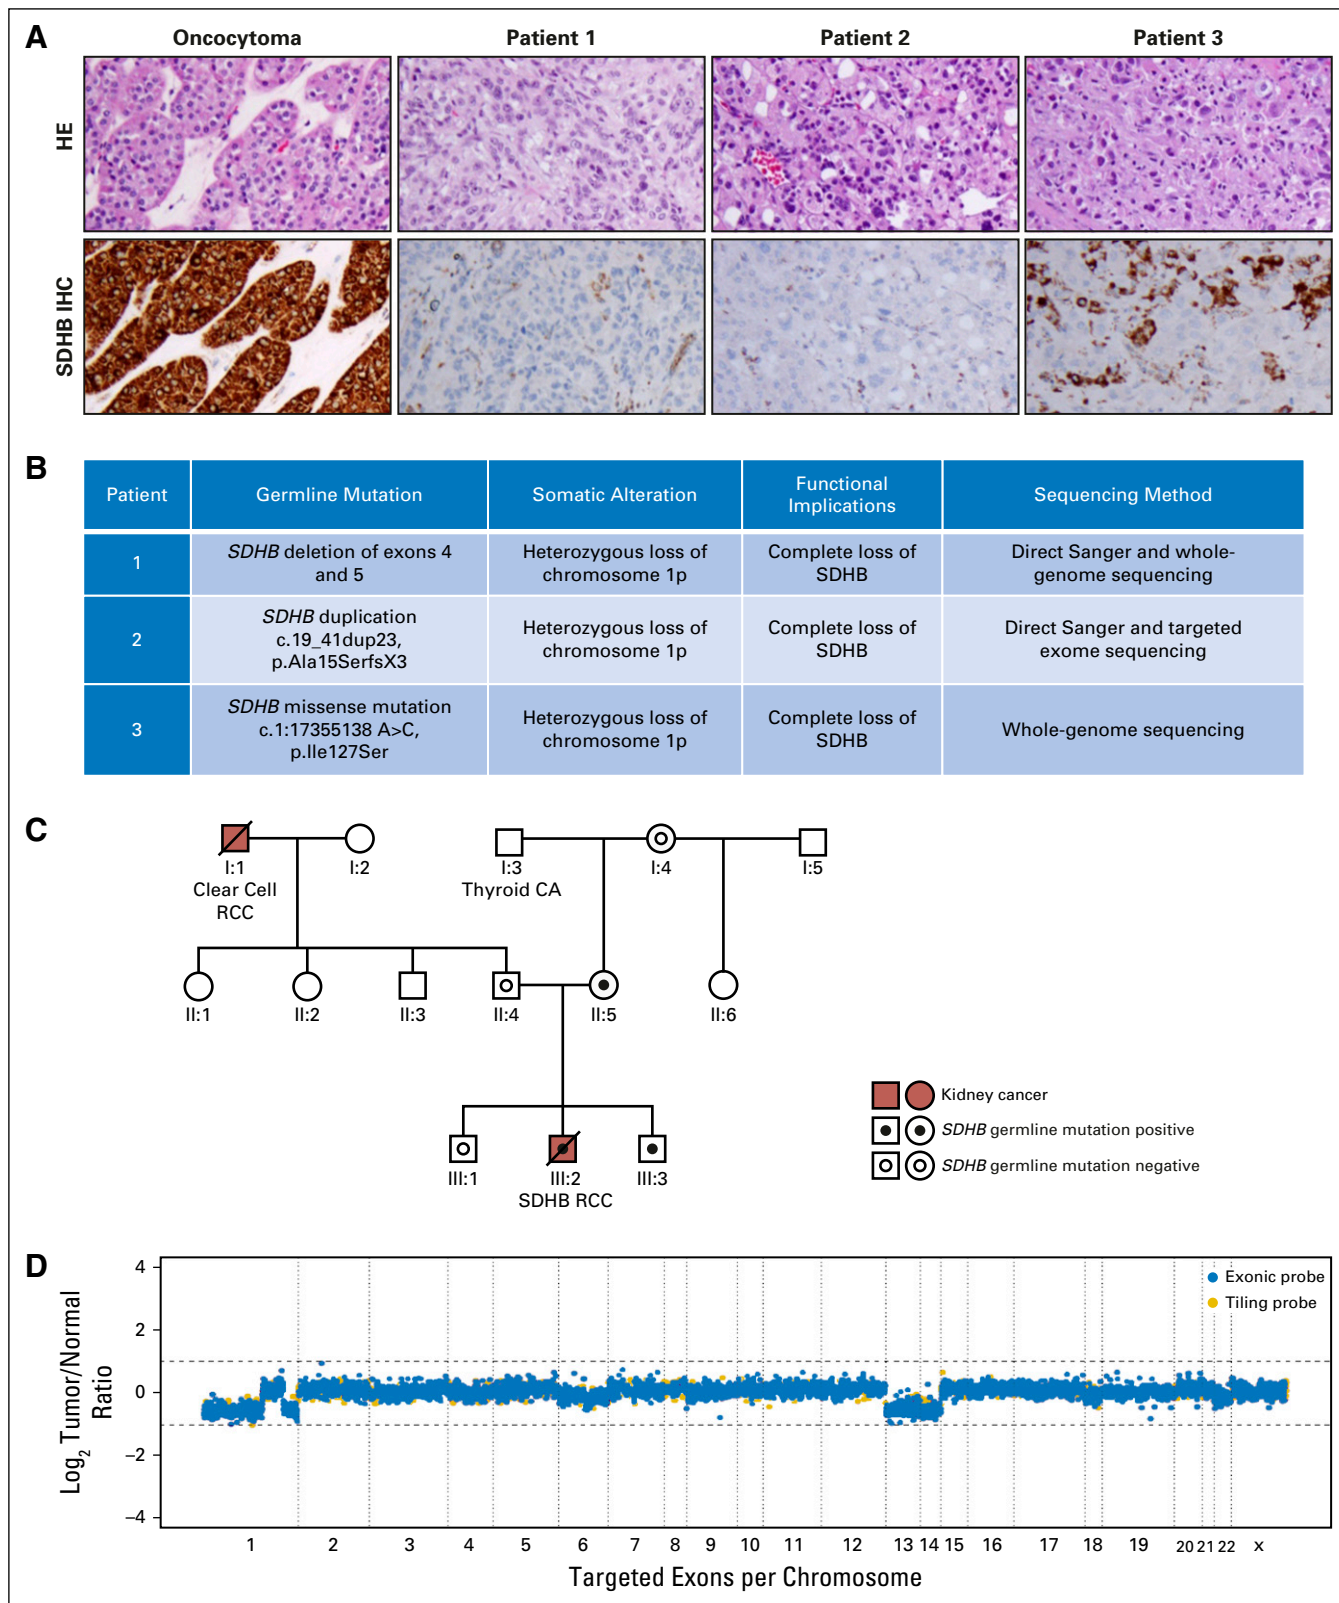 A
Oncocytoma
Patient 1
Patient 2
Patient 3
HE
SDHB IHC
B
Patient
Germline Mutation
Somatic Alteration
Functional
Implications
Sequencing Method
1
SDHB deletion of exons 4
and 5
Heterozygous loss of
chromosome 1p
Complete loss of
SDHB
Direct Sanger and whole-
genome sequencing
2
SDHB duplication
c.19_41dup23,
p.Ala15SerfsX3
Heterozygous loss of
chromosome 1p
Complete loss of
SDHB
Direct Sanger and targeted
exome sequencing
3
SDHB missense mutation
c.1:17355138 A>C,
p.Ile127Ser
Heterozygous loss of
chromosome 1p
Complete loss of
SDHB
Whole-genome sequencing
C
I:1
Clear Cell
RCC
I:2
I:3
Thyroid CA
I:4
I:5
II:1
II:2
II:3
II:4
II:5
II:6
III:1
III:2
SDHB RCC
III:3
Kidney cancer
SDHB germline mutation positive
SDHB germline mutation negative
D
Log2 Tumor/Normal
Ratio
4
2
0
–2
–4
Exonic probe
Tiling probe
1 2 3 4 5 6 7 8 9 10 11 12 13 14 15 16 17 18 19 20 21 22 x
Targeted Exons per Chromosome